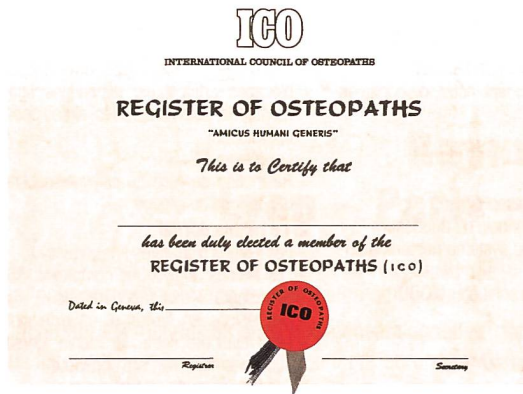 ICO
INTERNATIONAL COUNCIL OF OSTEOPATHS
REGISTER OF OSTEOPATHS
"AMICUS HUMANI GENERIS"
This is to Certify that
has been duly elected a member of the
REGISTER OF OSTEOPATHS (ICO)
Dated in Geneva, this
REGISTER OF OSTEOPATHS
ICO
Registrar
Secretary